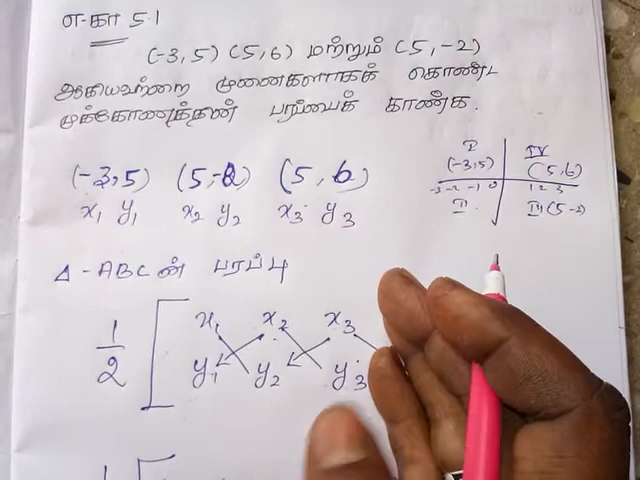 எ.கா 5.1
(-3, 5) (5, 6) மற்றும் (5, -2)
ஆகியவற்றை முனைகளாகக் கொண்ட
முக்கோணத்தின் பரப்பைக் காண்க.
(-3, 5) (5, -2) (5, 6)
x₁ y₁ x₂ y₂ x₃ y₃
I IV
(-3, 5) (5, 6)
-3 -2 -1 0 1 2 3
II III (5 -2)
Δ - ABC ன் பரப்பு
1/2 [ x₁ x₂ x₃
y₁ y₂ y₃